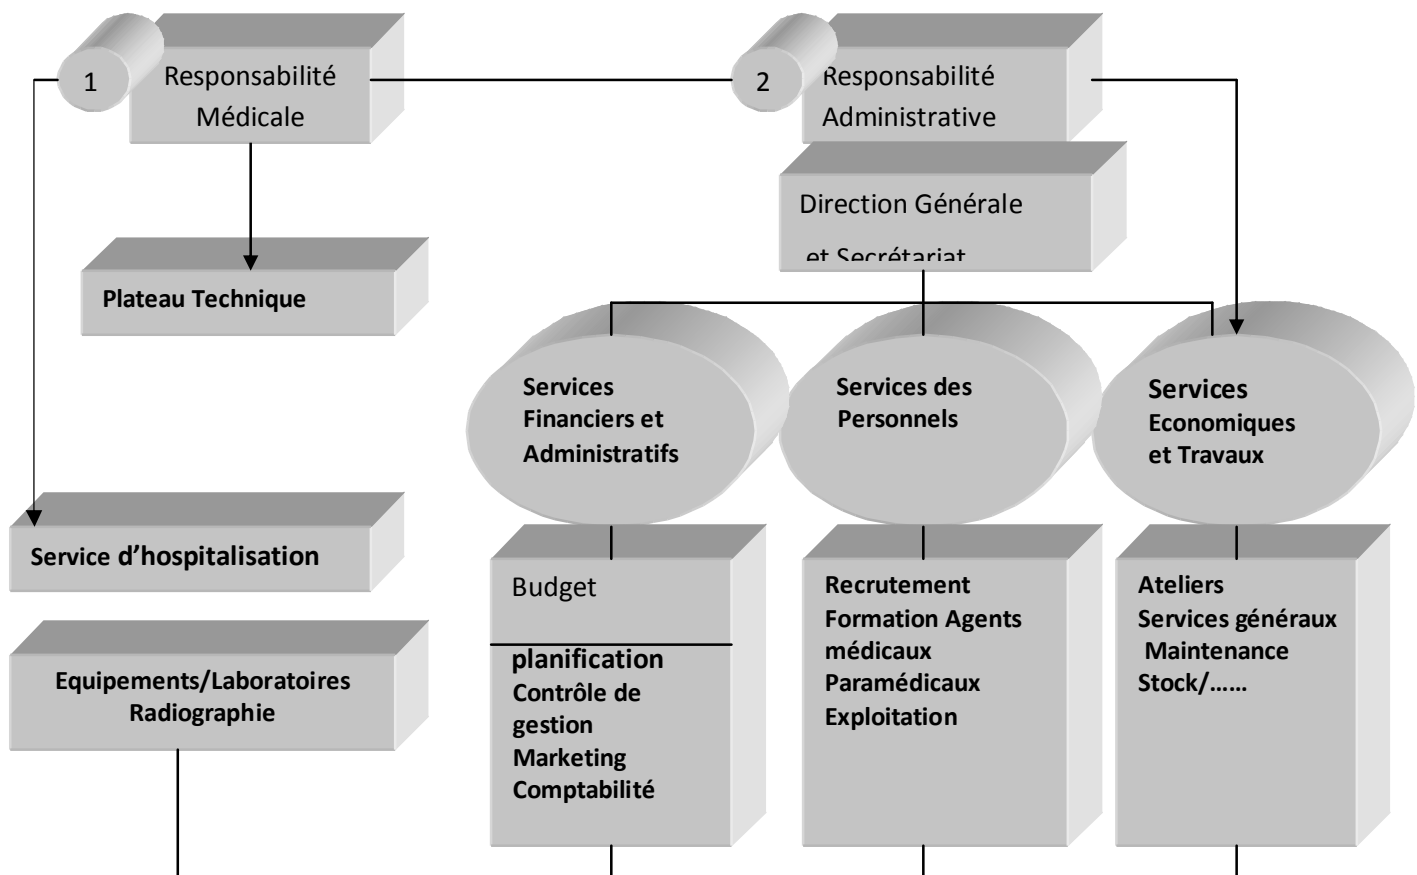 1
Responsabilité
Médicale
2
Responsabilité
Administrative
Direction Générale
et Secrétariat
Plateau Technique
Services
Financiers et
Administratifs
Services des
Personnels
Services
Economiques
et Travaux
Service d’hospitalisation
Equipements/Laboratoires
Radiographie
Budget
planification
Contrôle de
gestion
Marketing
Comptabilité
Recrutement
Formation Agents
médicaux
Paramédicaux
Exploitation
Ateliers
Services généraux
Maintenance
Stock/......